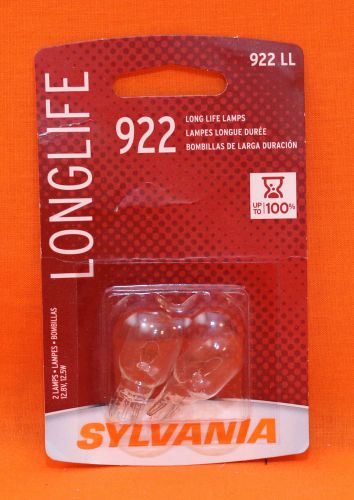 922 LL
LONGLIFE
922
LONG LIFE LAMPS
LAMPES LONGUE DURÉE
BOMBILLAS DE LARGA DURACIÓN
UP TO 100%
2 LAMPS • LAMPES • BOMBILLAS
12.8V, 12.5W
SYLVANIA